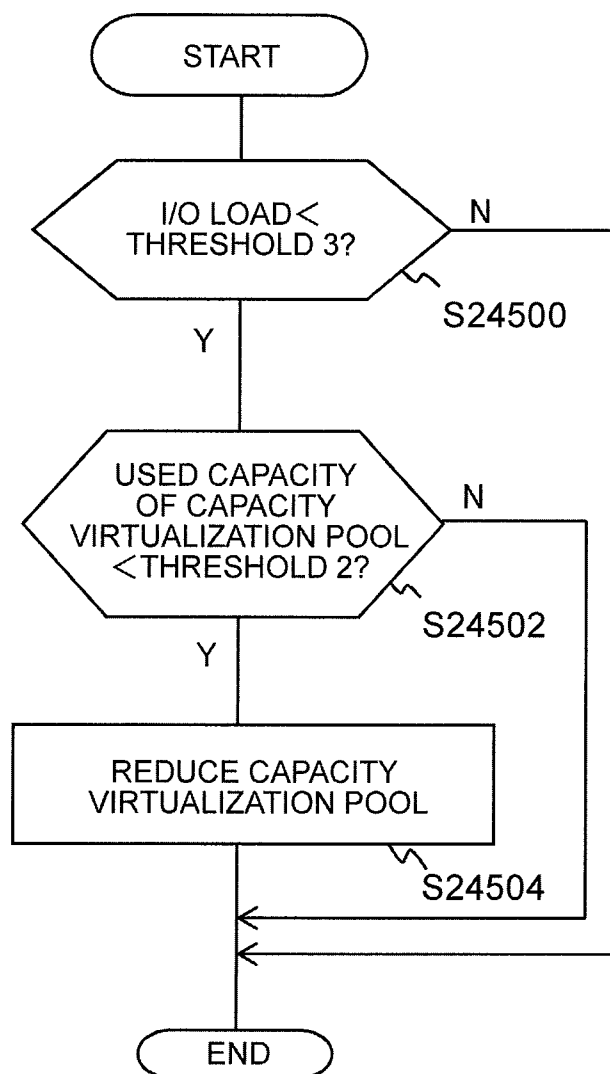 START
I/O LOAD<
THRESHOLD 3?
N
S24500
Y
USED CAPACITY
OF CAPACITY
VIRTUALIZATION POOL
<THRESHOLD 2?
N
S24502
Y
REDUCE CAPACITY
VIRTUALIZATION POOL
S24504
END